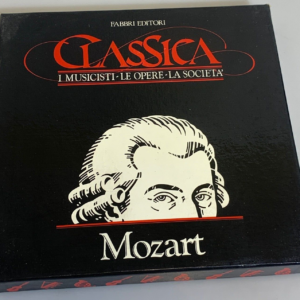 FABBRI EDITORI
CLASSICA
I MUSICISTI · LE OPERE · LA SOCIETA'
Mozart